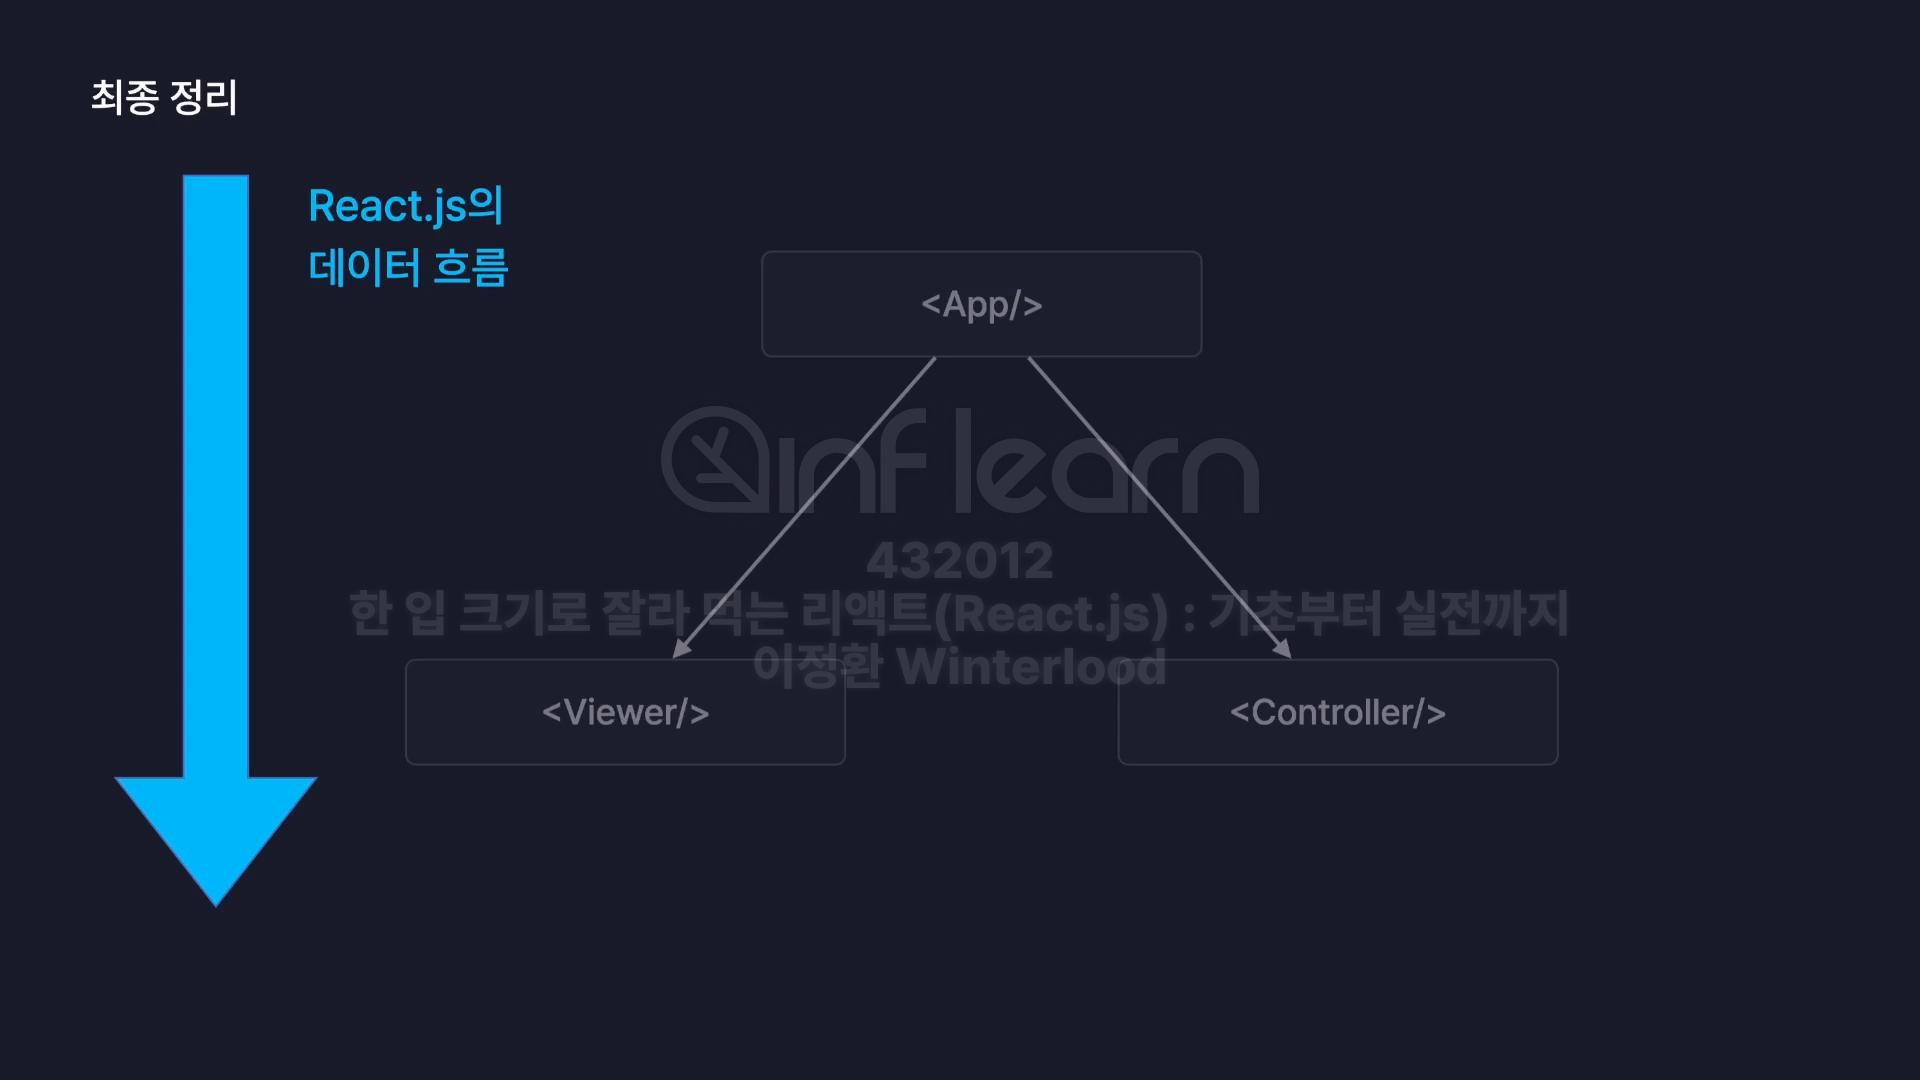 최종 정리
React.js의
데이터 흐름
<App/>
inflearn
432012
한 입 크기로 잘라 먹는 리액트(React.js) : 기초부터 실전까지
이정환 Winterlood
<Viewer/>
<Controller/>